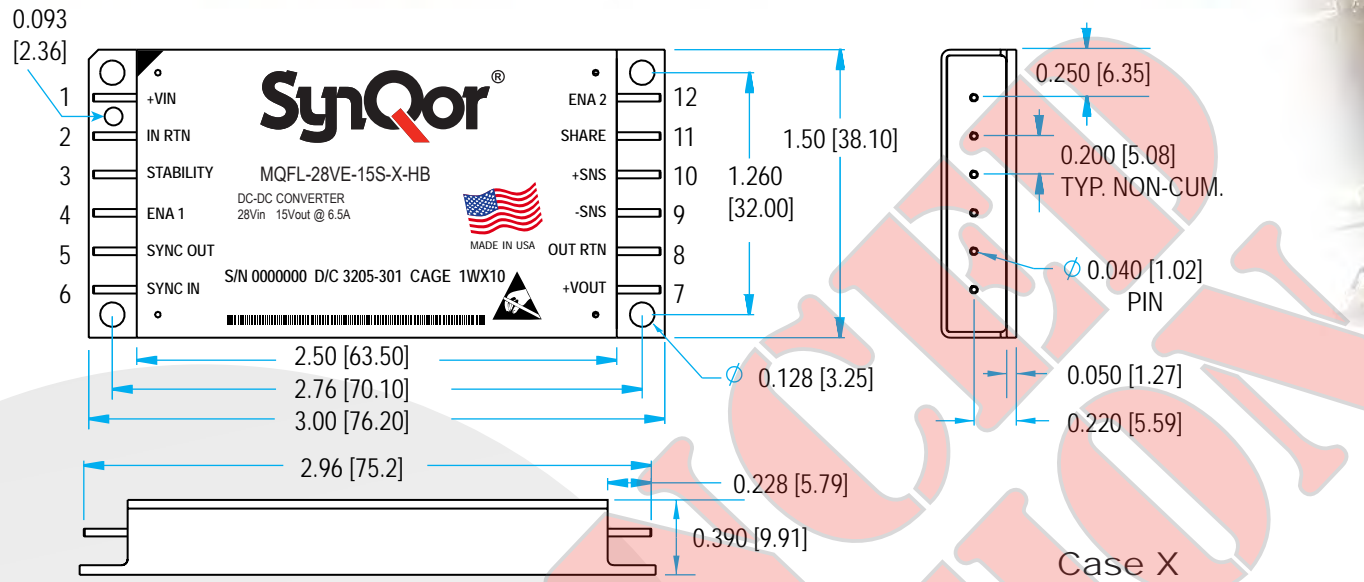 0.093
[2.36]
SynQor®
1 +VIN
2 IN RTN
3 STABILITY
4 ENA 1
5 SYNC OUT
6 SYNC IN
MQFL-28VE-15S-X-HB
DC-DC CONVERTER
28Vin 15Vout @ 6.5A
MADE IN USA
S/N 0000000 D/C 3205-301 CAGE 1WX10
ENA 2 12
SHARE 11
+SNS 10
-SNS 9
OUT RTN 8
+VOUT 7
1.260
[32.00]
1.50 [38.10]
2.50 [63.50]
2.76 [70.10]
3.00 [76.20]
∅ 0.128 [3.25]
0.250 [6.35]
0.200 [5.08]
TYP. NON-CUM.
∅ 0.040 [1.02]
PIN
0.050 [1.27]
0.220 [5.59]
2.96 [75.2]
0.228 [5.79]
0.390 [9.91]
Case X